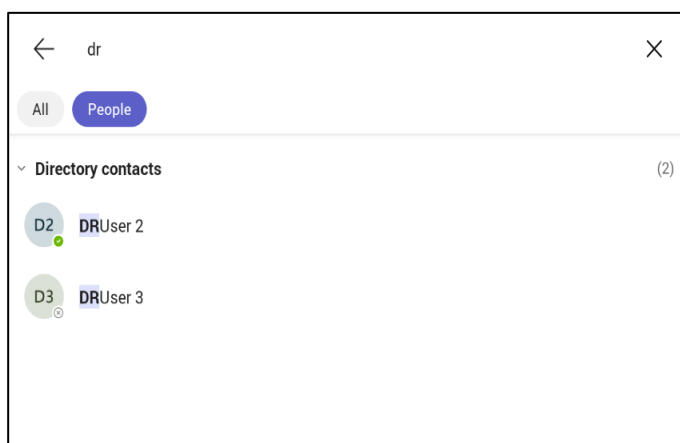 dr
All People
Directory contacts (2)
D2 DRUser 2
D3 DRUser 3